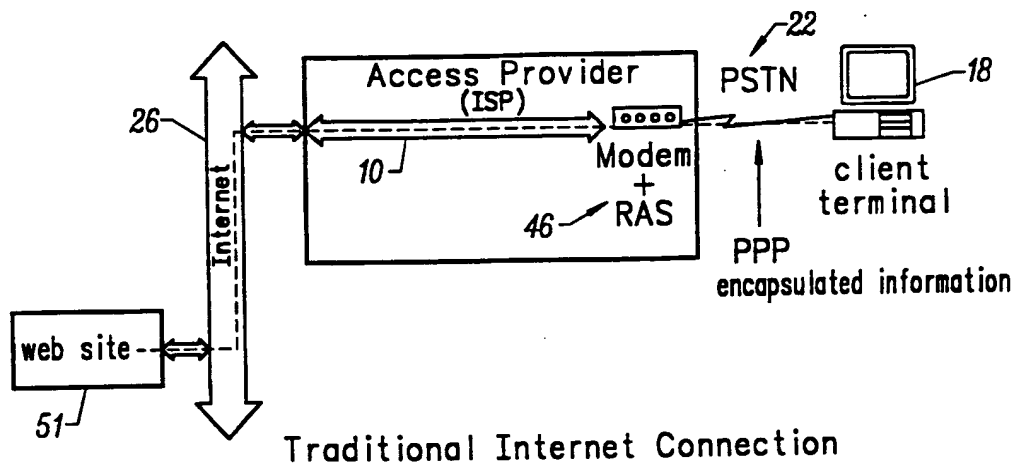 22
Access Provider
(ISP)
PSTN
18
26
10
Internet
Modem
+
RAS
46
client
terminal
PPP
encapsulated information
web site
51
Traditional Internet Connection